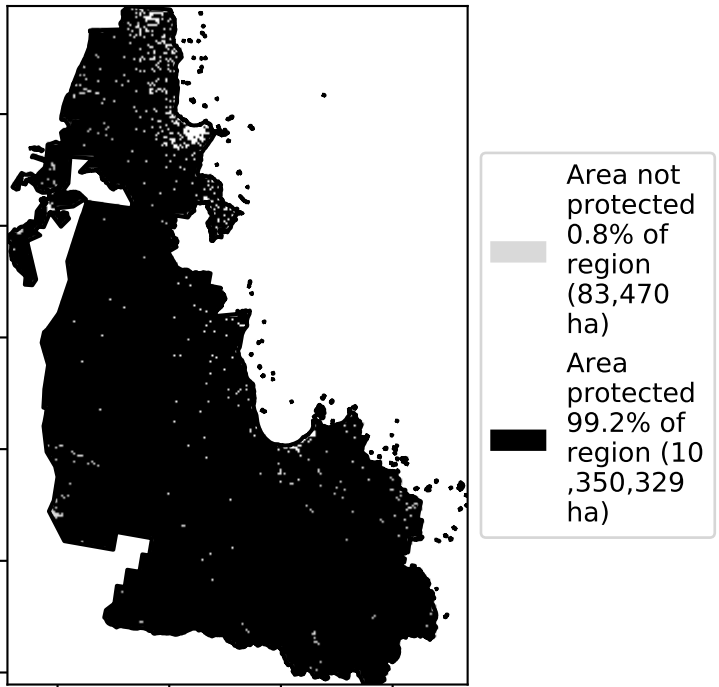 Area not
protected
0.8% of
region
(83,470
ha)
Area
protected
99.2% of
region (10
,350,329
ha)